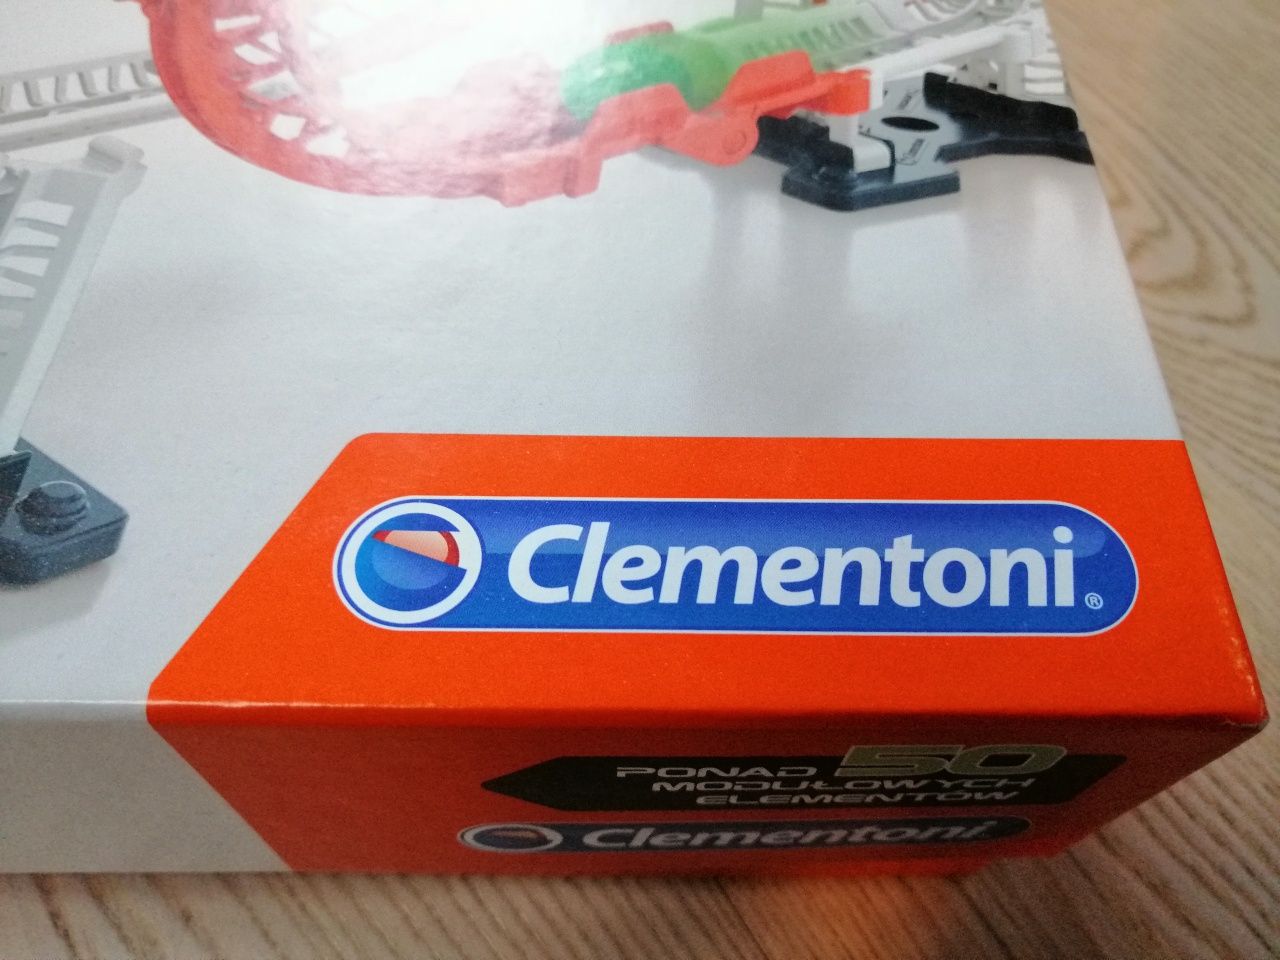 Clementoni®
PONAD 50
MODUŁOWYCH
ELEMENTÓW
Clementoni